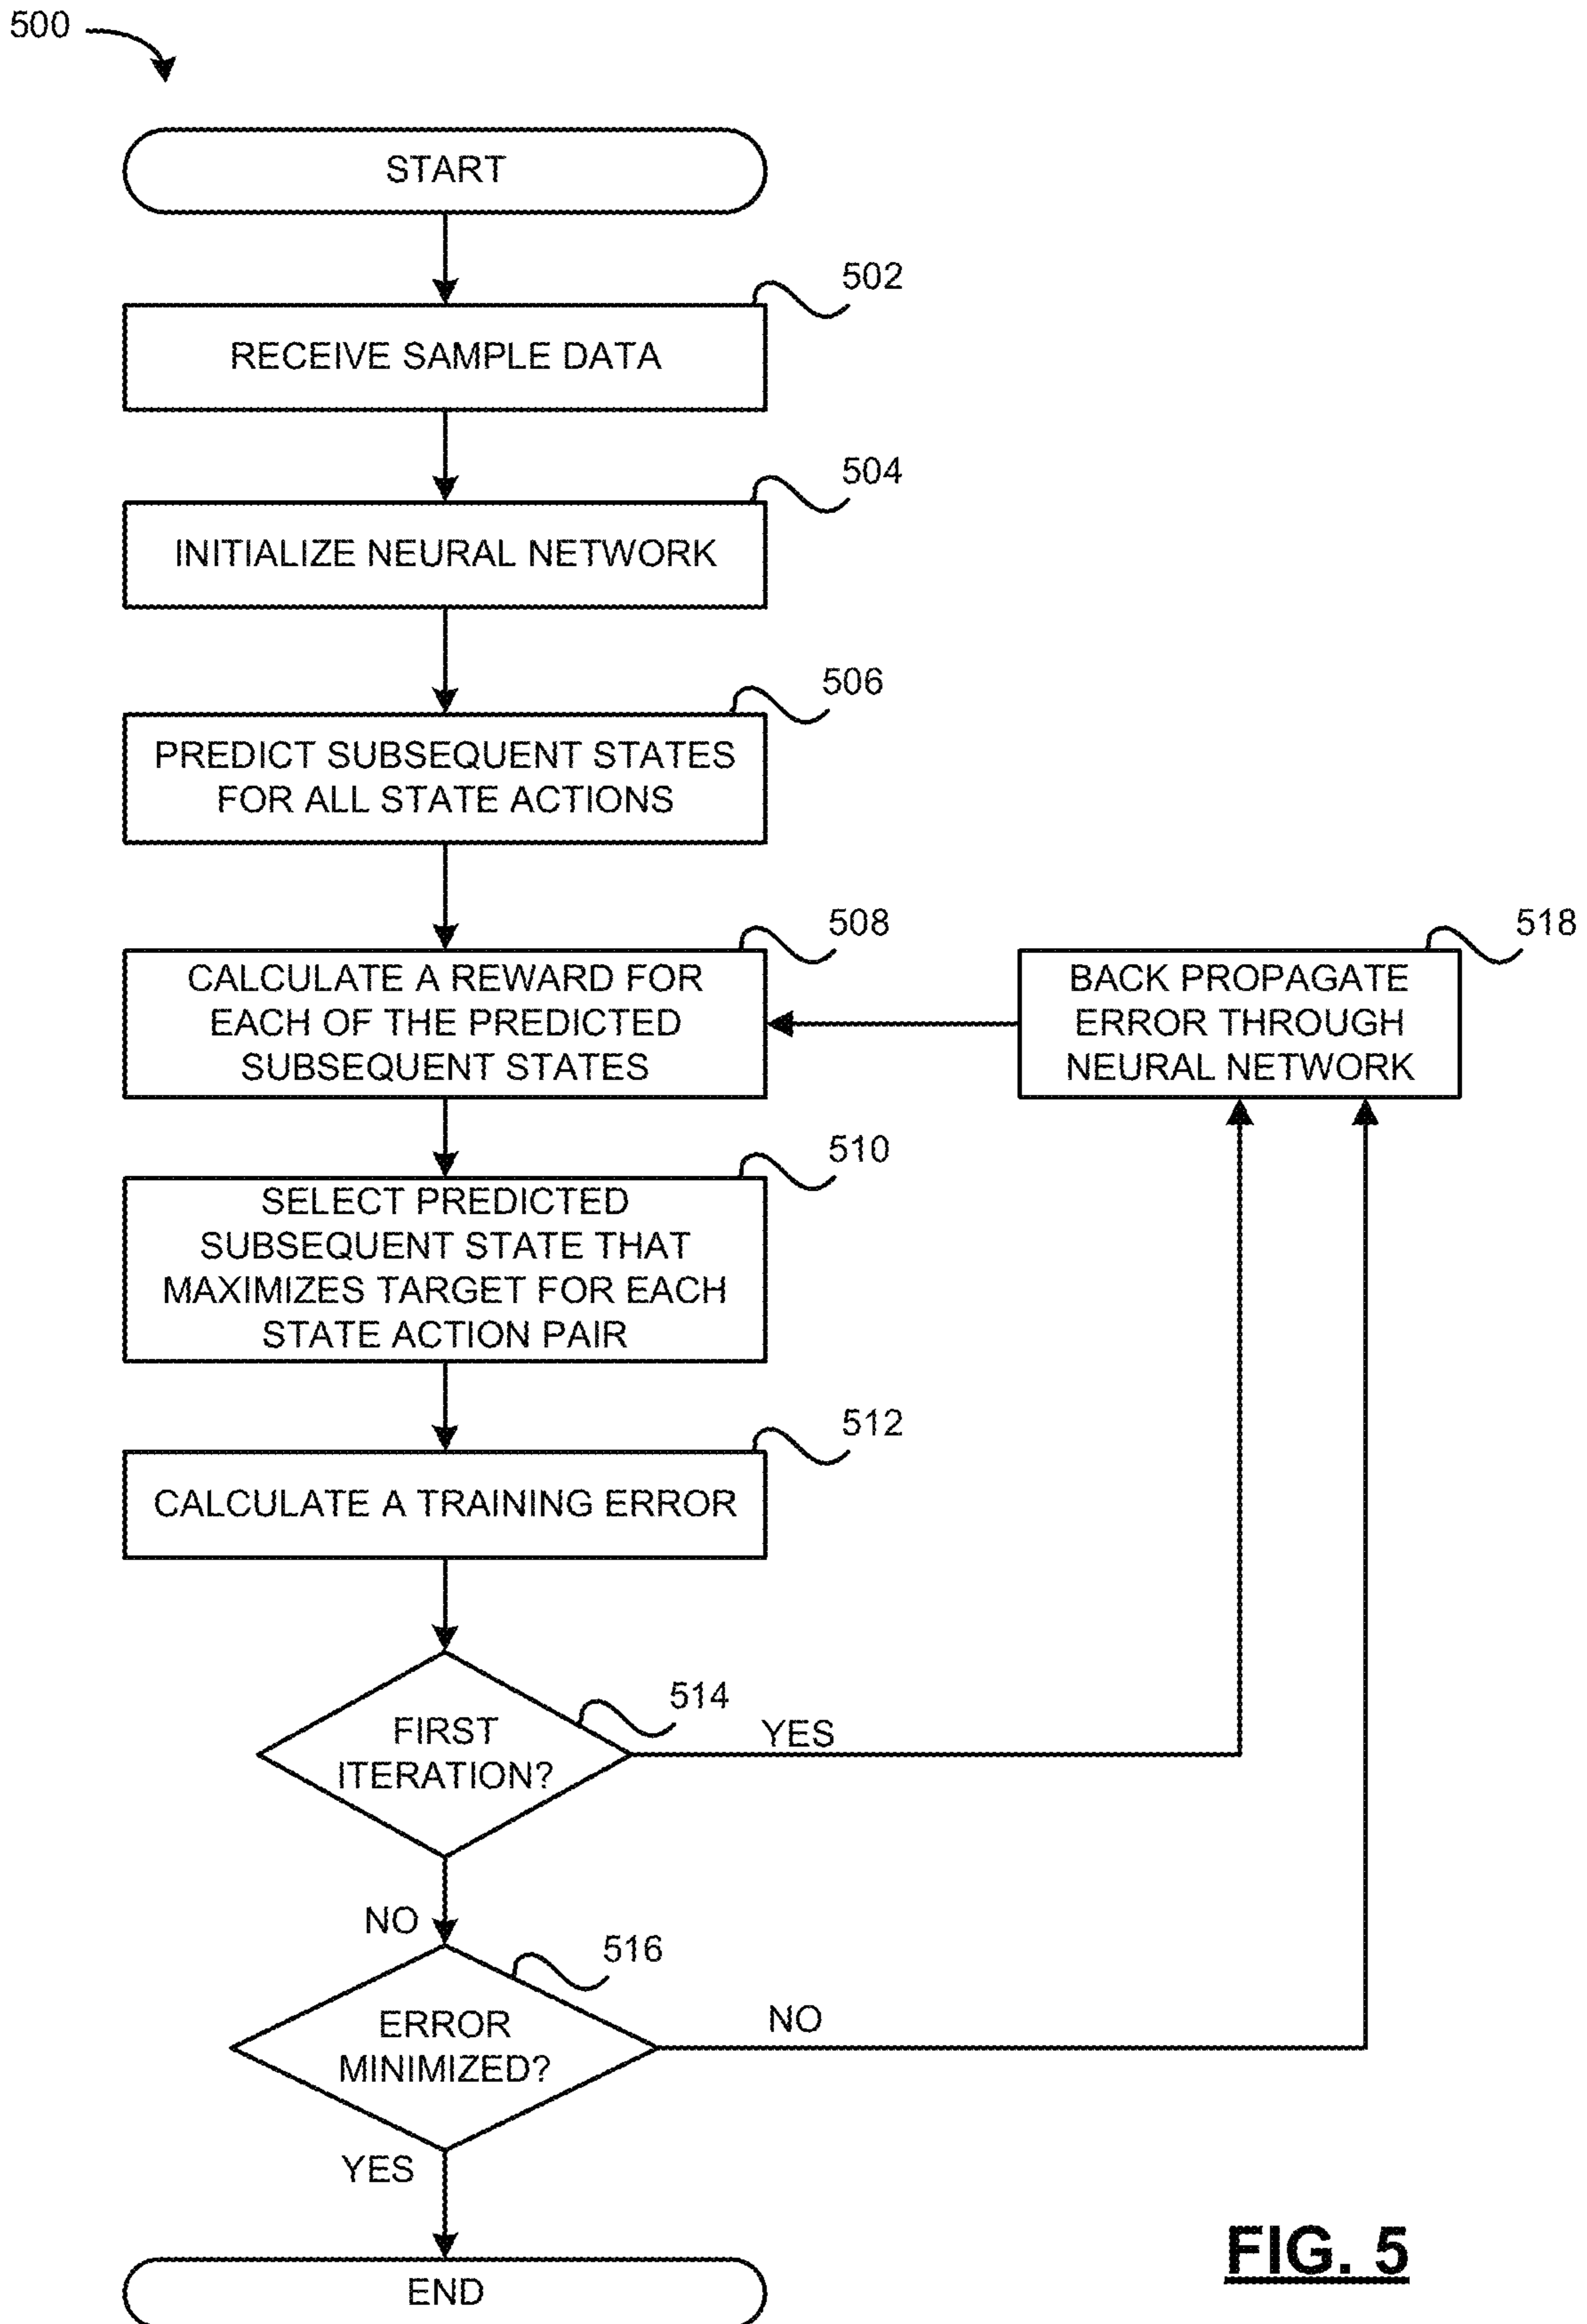 500
START
502
RECEIVE SAMPLE DATA
504
INITIALIZE NEURAL NETWORK
506
PREDICT SUBSEQUENT STATES
FOR ALL STATE ACTIONS
508
CALCULATE A REWARD FOR
EACH OF THE PREDICTED
SUBSEQUENT STATES
518
BACK PROPAGATE
ERROR THROUGH
NEURAL NETWORK
510
SELECT PREDICTED
SUBSEQUENT STATE THAT
MAXIMIZES TARGET FOR EACH
STATE ACTION PAIR
512
CALCULATE A TRAINING ERROR
514
FIRST
ITERATION?
YES
NO
516
ERROR
MINIMIZED?
NO
YES
END
FIG. 5